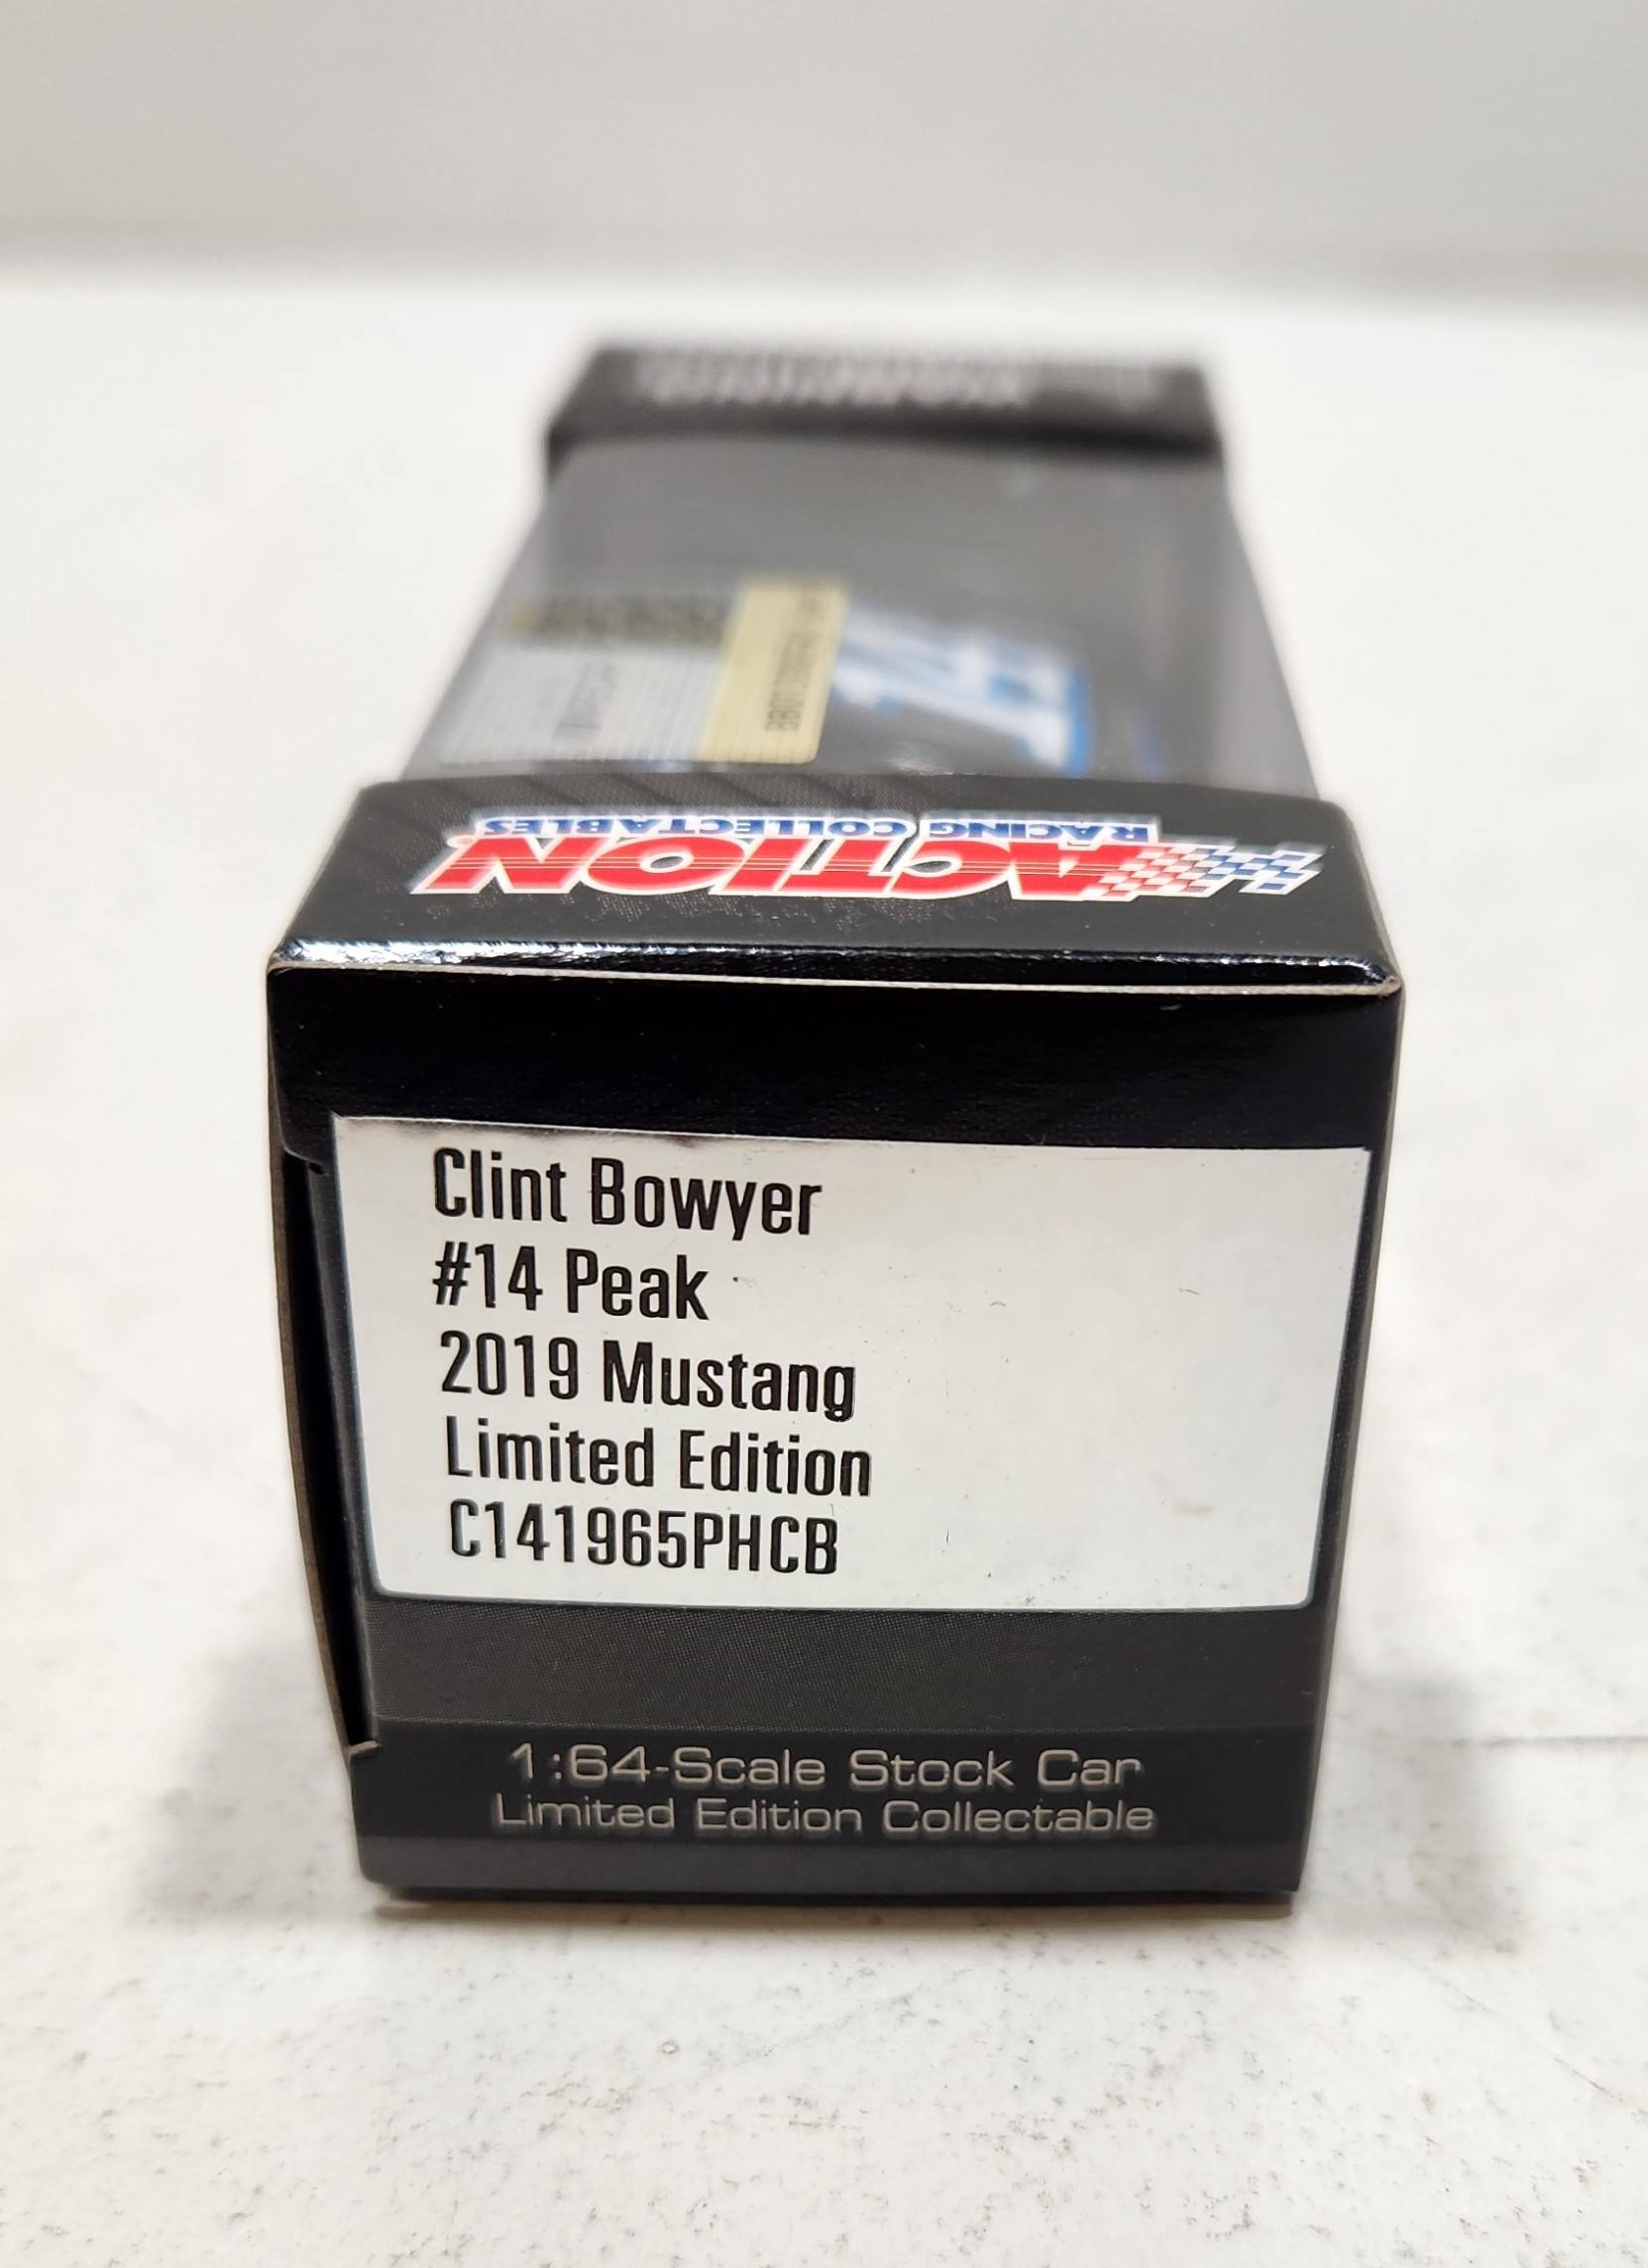 ACTION
RACING COLLECTABLES
Clint Bowyer
#14 Peak
2019 Mustang
Limited Edition
C141965PHCB
1:64-Scale Stock Car
Limited Edition Collectable